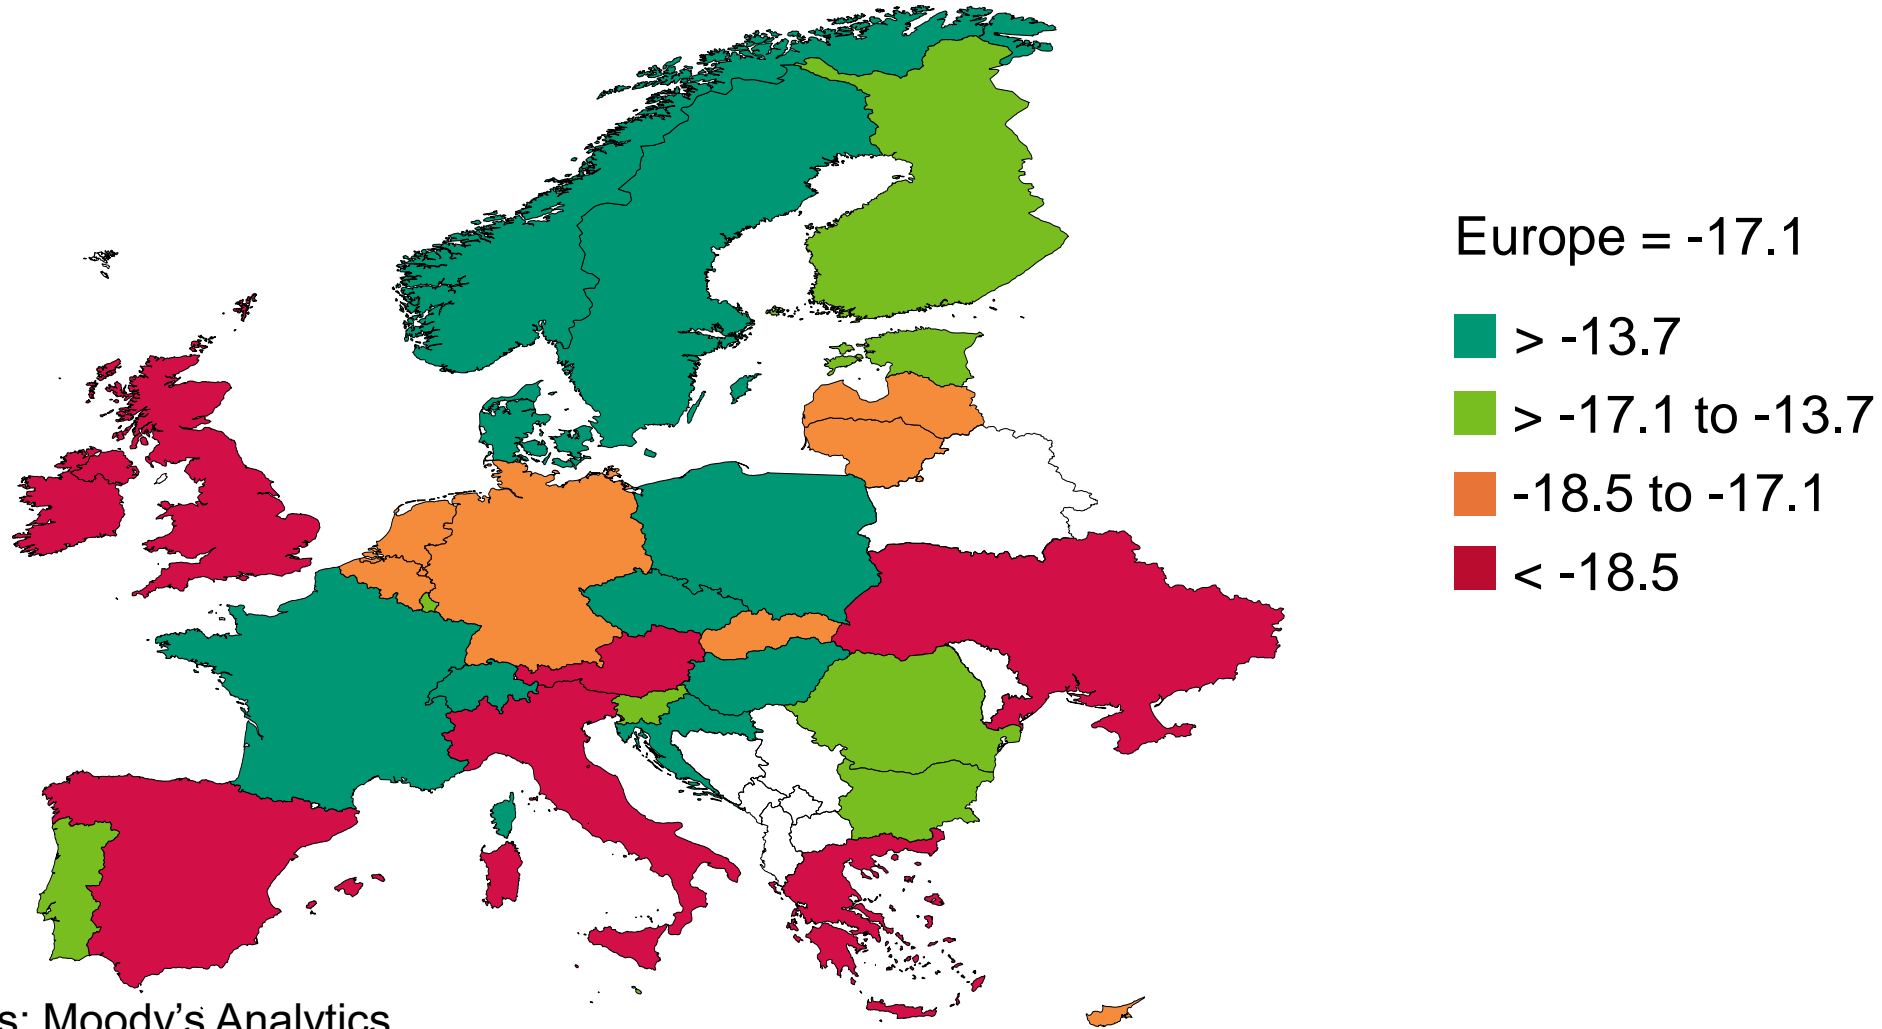 Europe = -17.1
> -13.7
> -17.1 to -13.7
-18.5 to -17.1
< -18.5
s: Moody's Analytics